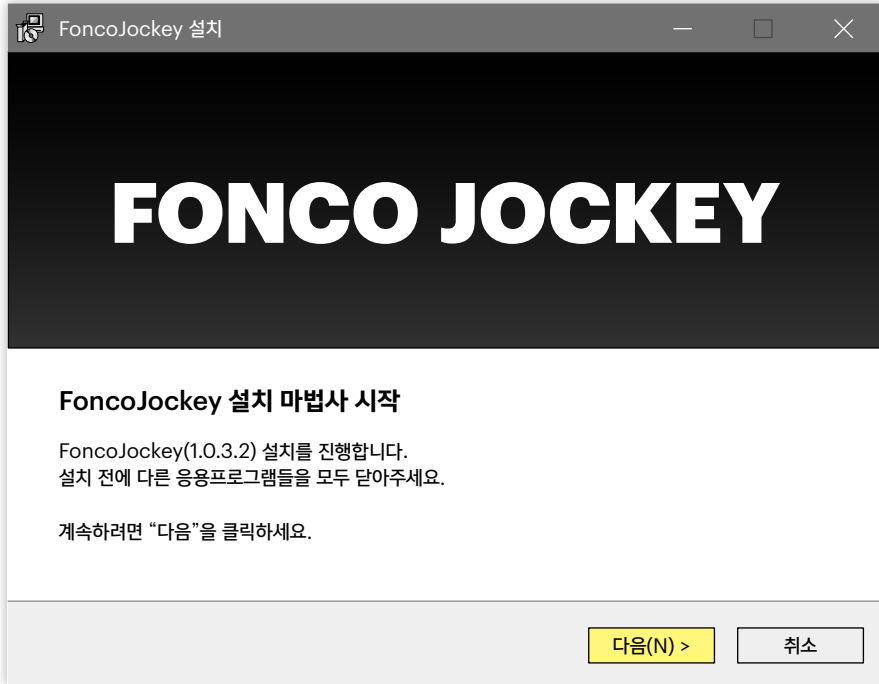 FoncoJockey 설치
FONCO JOCKEY
FoncoJockey 설치 마법사 시작
FoncoJockey(1.0.3.2) 설치를 진행합니다.
설치 전에 다른 응용프로그램들을 모두 닫아주세요.
계속하려면 “다음”을 클릭하세요.
다음(N) >
취소